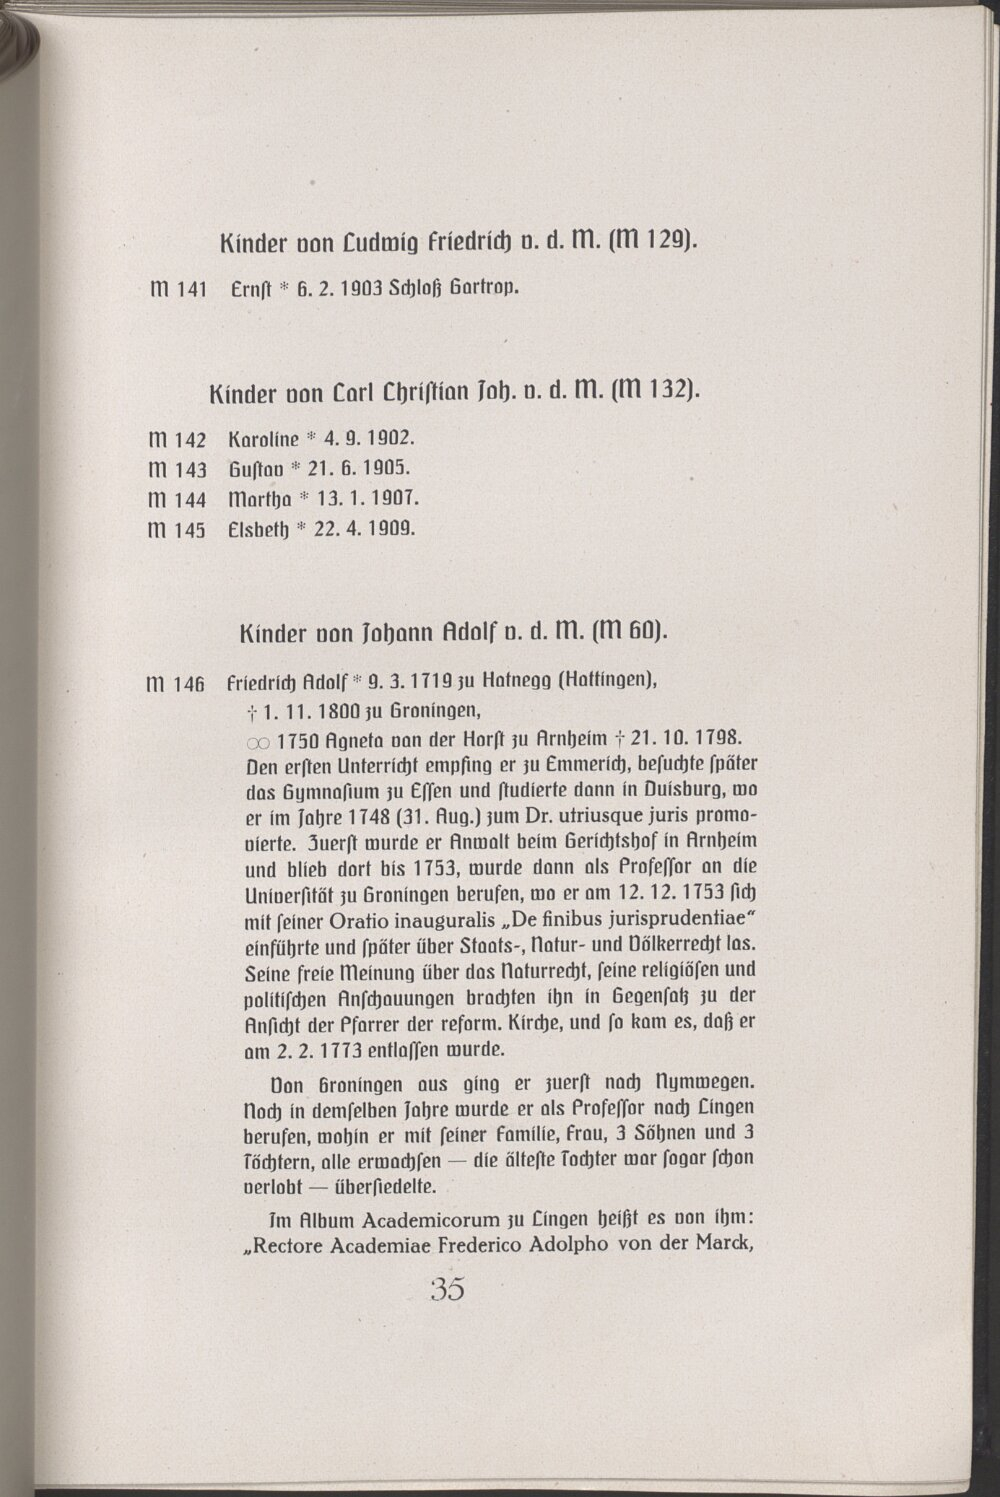 Kinder von Ludwig Friedrich v. d. M. (M 129).
M 141 Ernst * 6. 2. 1903 Schloß Gartrop.
Kinder von Carl Christian Joh. v. d. M. (M 132).
M 142 Karoline * 4. 9. 1902.
M 143 Gustav * 21. 6. 1905.
M 144 Martha * 13. 1. 1907.
M 145 Elsbeth * 22. 4. 1909.
Kinder von Johann Adolf v. d. M. (M 60).
M 146 Friedrich Adolf * 9. 3. 1719 zu Hatnegg (Hattingen),
† 1. 11. 1800 zu Groningen,
∞ 1750 Agneta van der Horst zu Arnheim † 21. 10. 1798.
Den ersten Unterricht empfing er zu Emmerich, besuchte später
das Gymnasium zu Essen und studierte dann in Duisburg, wo
er im Jahre 1748 (31. Aug.) zum Dr. utriusque juris promo-
vierte. Zuerst wurde er Anwalt beim Gerichtshof in Arnheim
und blieb dort bis 1753, wurde dann als Professor an die
Universität zu Groningen berufen, wo er am 12. 12. 1753 sich
mit seiner Oratio inauguralis „De finibus jurisprudentiae“
einführte und später über Staats-, Natur- und Völkerrecht las.
Seine freie Meinung über das Naturrecht, seine religiösen und
politischen Anschauungen brachten ihn in Gegensatz zu der
Ansicht der Pfarrer der reform. Kirche, und so kam es, daß er
am 2. 2. 1773 entlassen wurde.
Von Groningen aus ging er zuerst nach Nymwegen.
Noch in demselben Jahre wurde er als Professor nach Lingen
berufen, wohin er mit seiner Familie, Frau, 3 Söhnen und 3
Töchtern, alle erwachsen — die älteste Tochter war sogar schon
verlobt — übersiedelte.
Im Album Academicorum zu Lingen heißt es von ihm:
„Rectore Academiae Frederico Adolpho von der Marck,
35